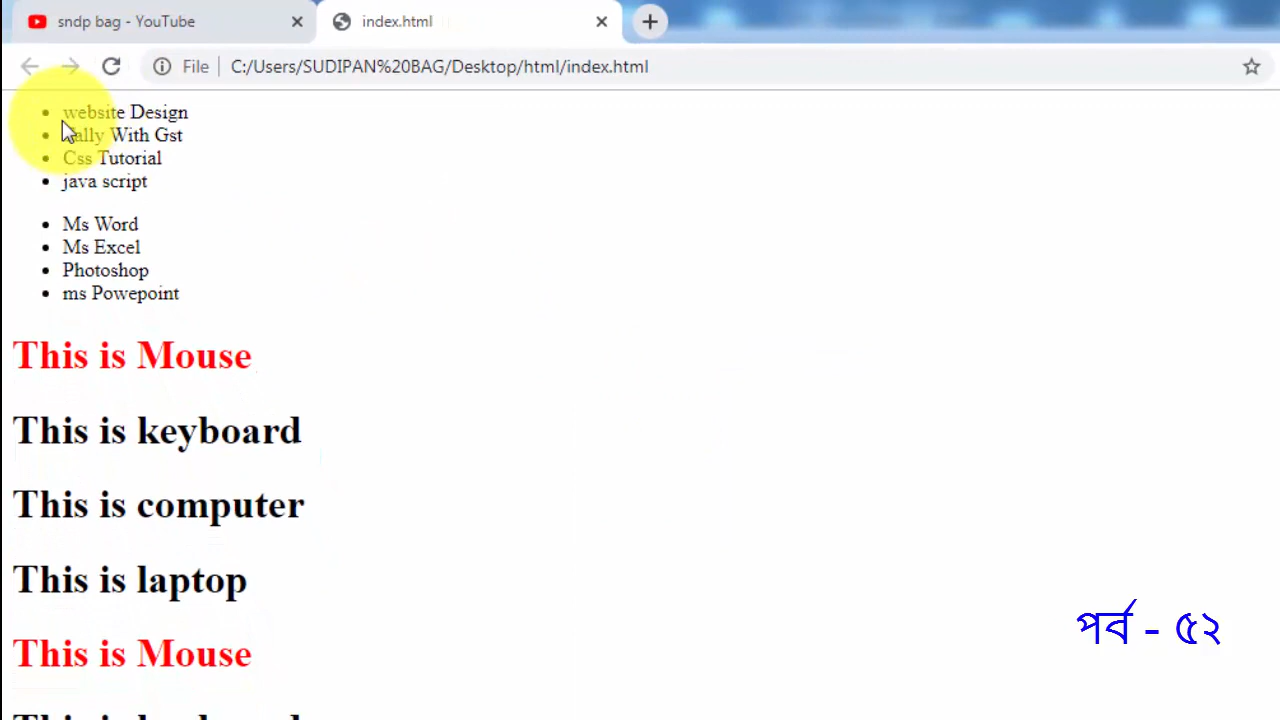 sndp bag - YouTube
index.html
File
C:/Users/SUDIPAN%20BAG/Desktop/html/index.html
website Design
Tally With Gst
Css Tutorial
java script
Ms Word
Ms Excel
Photoshop
ms Powepoint
This is Mouse
This is keyboard
This is computer
This is laptop
This is Mouse
পর্ব - ৫২